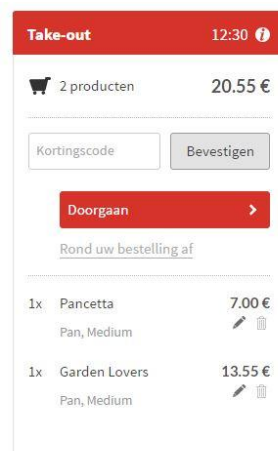 Take-out 12:30
2 producten 20.55 €
Kortingscode Bevestigen
Doorgaan
Rond uw bestelling af
1x Pancetta 7.00 €
Pan, Medium
1x Garden Lovers 13.55 €
Pan, Medium